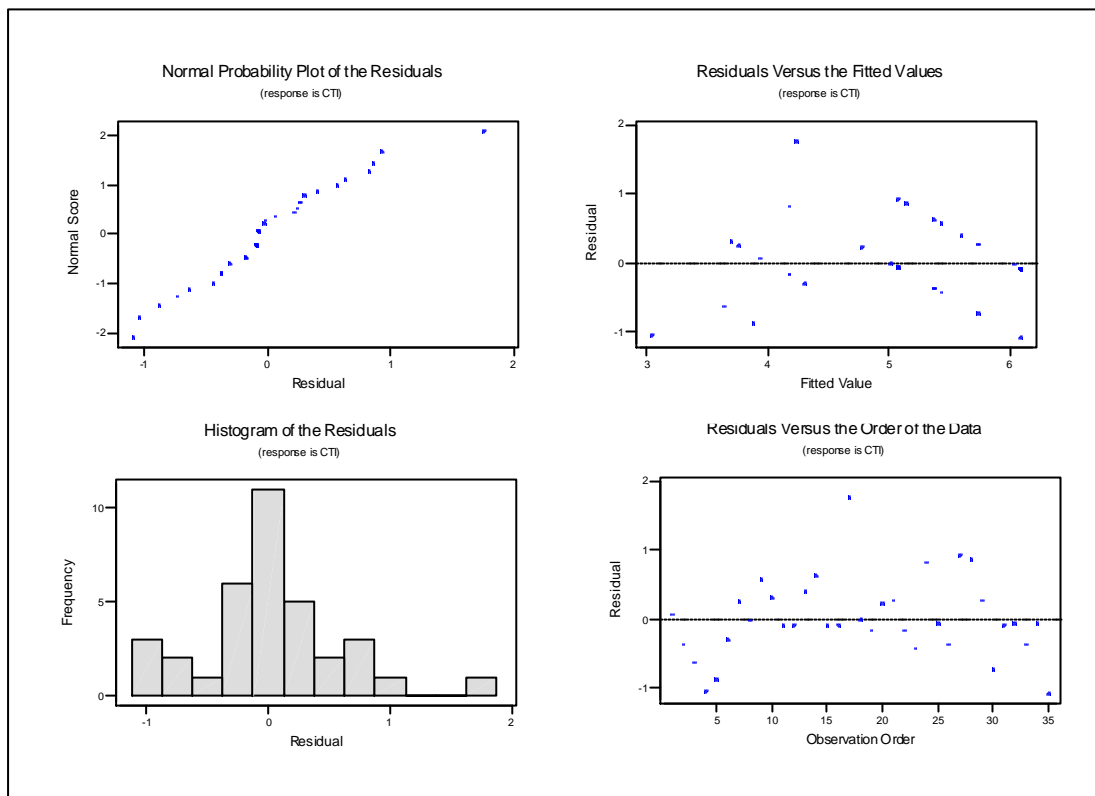 Normal Probability Plot of the Residuals
(response is CTI)
2
1
0
-1
-2
Normal Score
-1
0
1
2
Residual
Residuals Versus the Fitted Values
(response is CTI)
2
1
0
-1
Residual
3
4
5
6
Fitted Value
Histogram of the Residuals
(response is CTI)
10
5
0
Frequency
-1
0
1
2
Residual
Residuals Versus the Order of the Data
(response is CTI)
2
1
0
-1
Residual
5
10
15
20
25
30
35
Observation Order